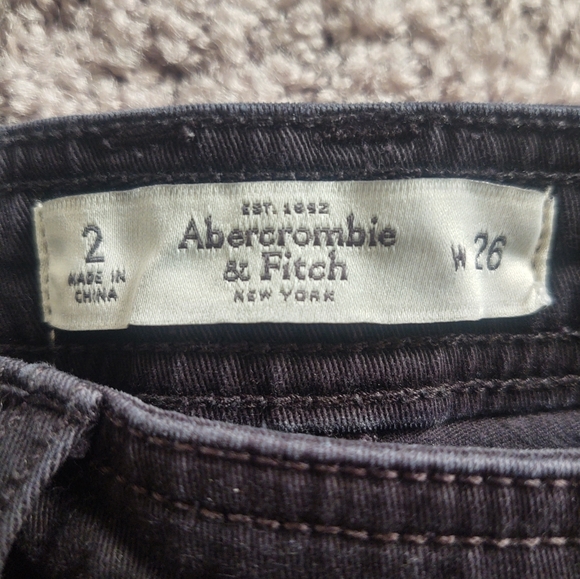 2
MADE IN
CHINA
EST. 1892
Abercrombie
& Fitch
NEW YORK
W 26